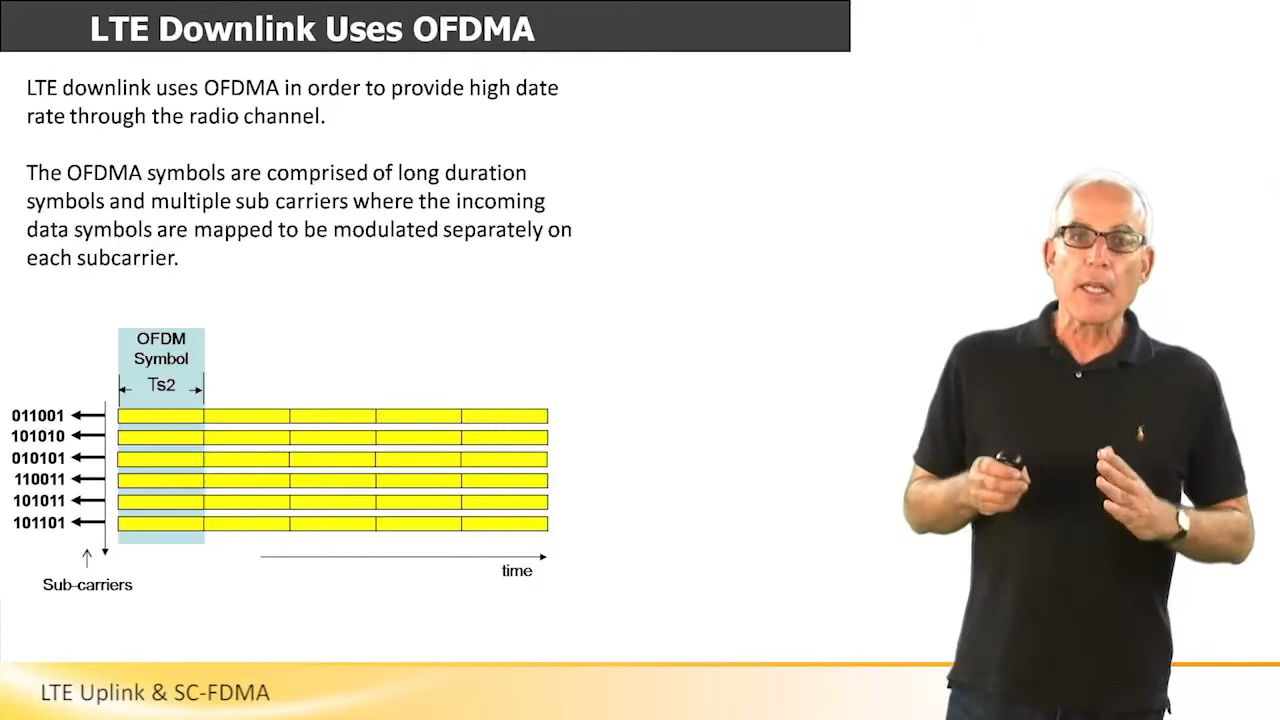 LTE Downlink Uses OFDMA
LTE downlink uses OFDMA in order to provide high date
rate through the radio channel.
The OFDMA symbols are comprised of long duration
symbols and multiple sub carriers where the incoming
data symbols are mapped to be modulated separately on
each subcarrier.
OFDM
Symbol
Ts2
011001
101010
010101
110011
101011
101101
Sub-carriers
time
LTE Uplink & SC-FDMA